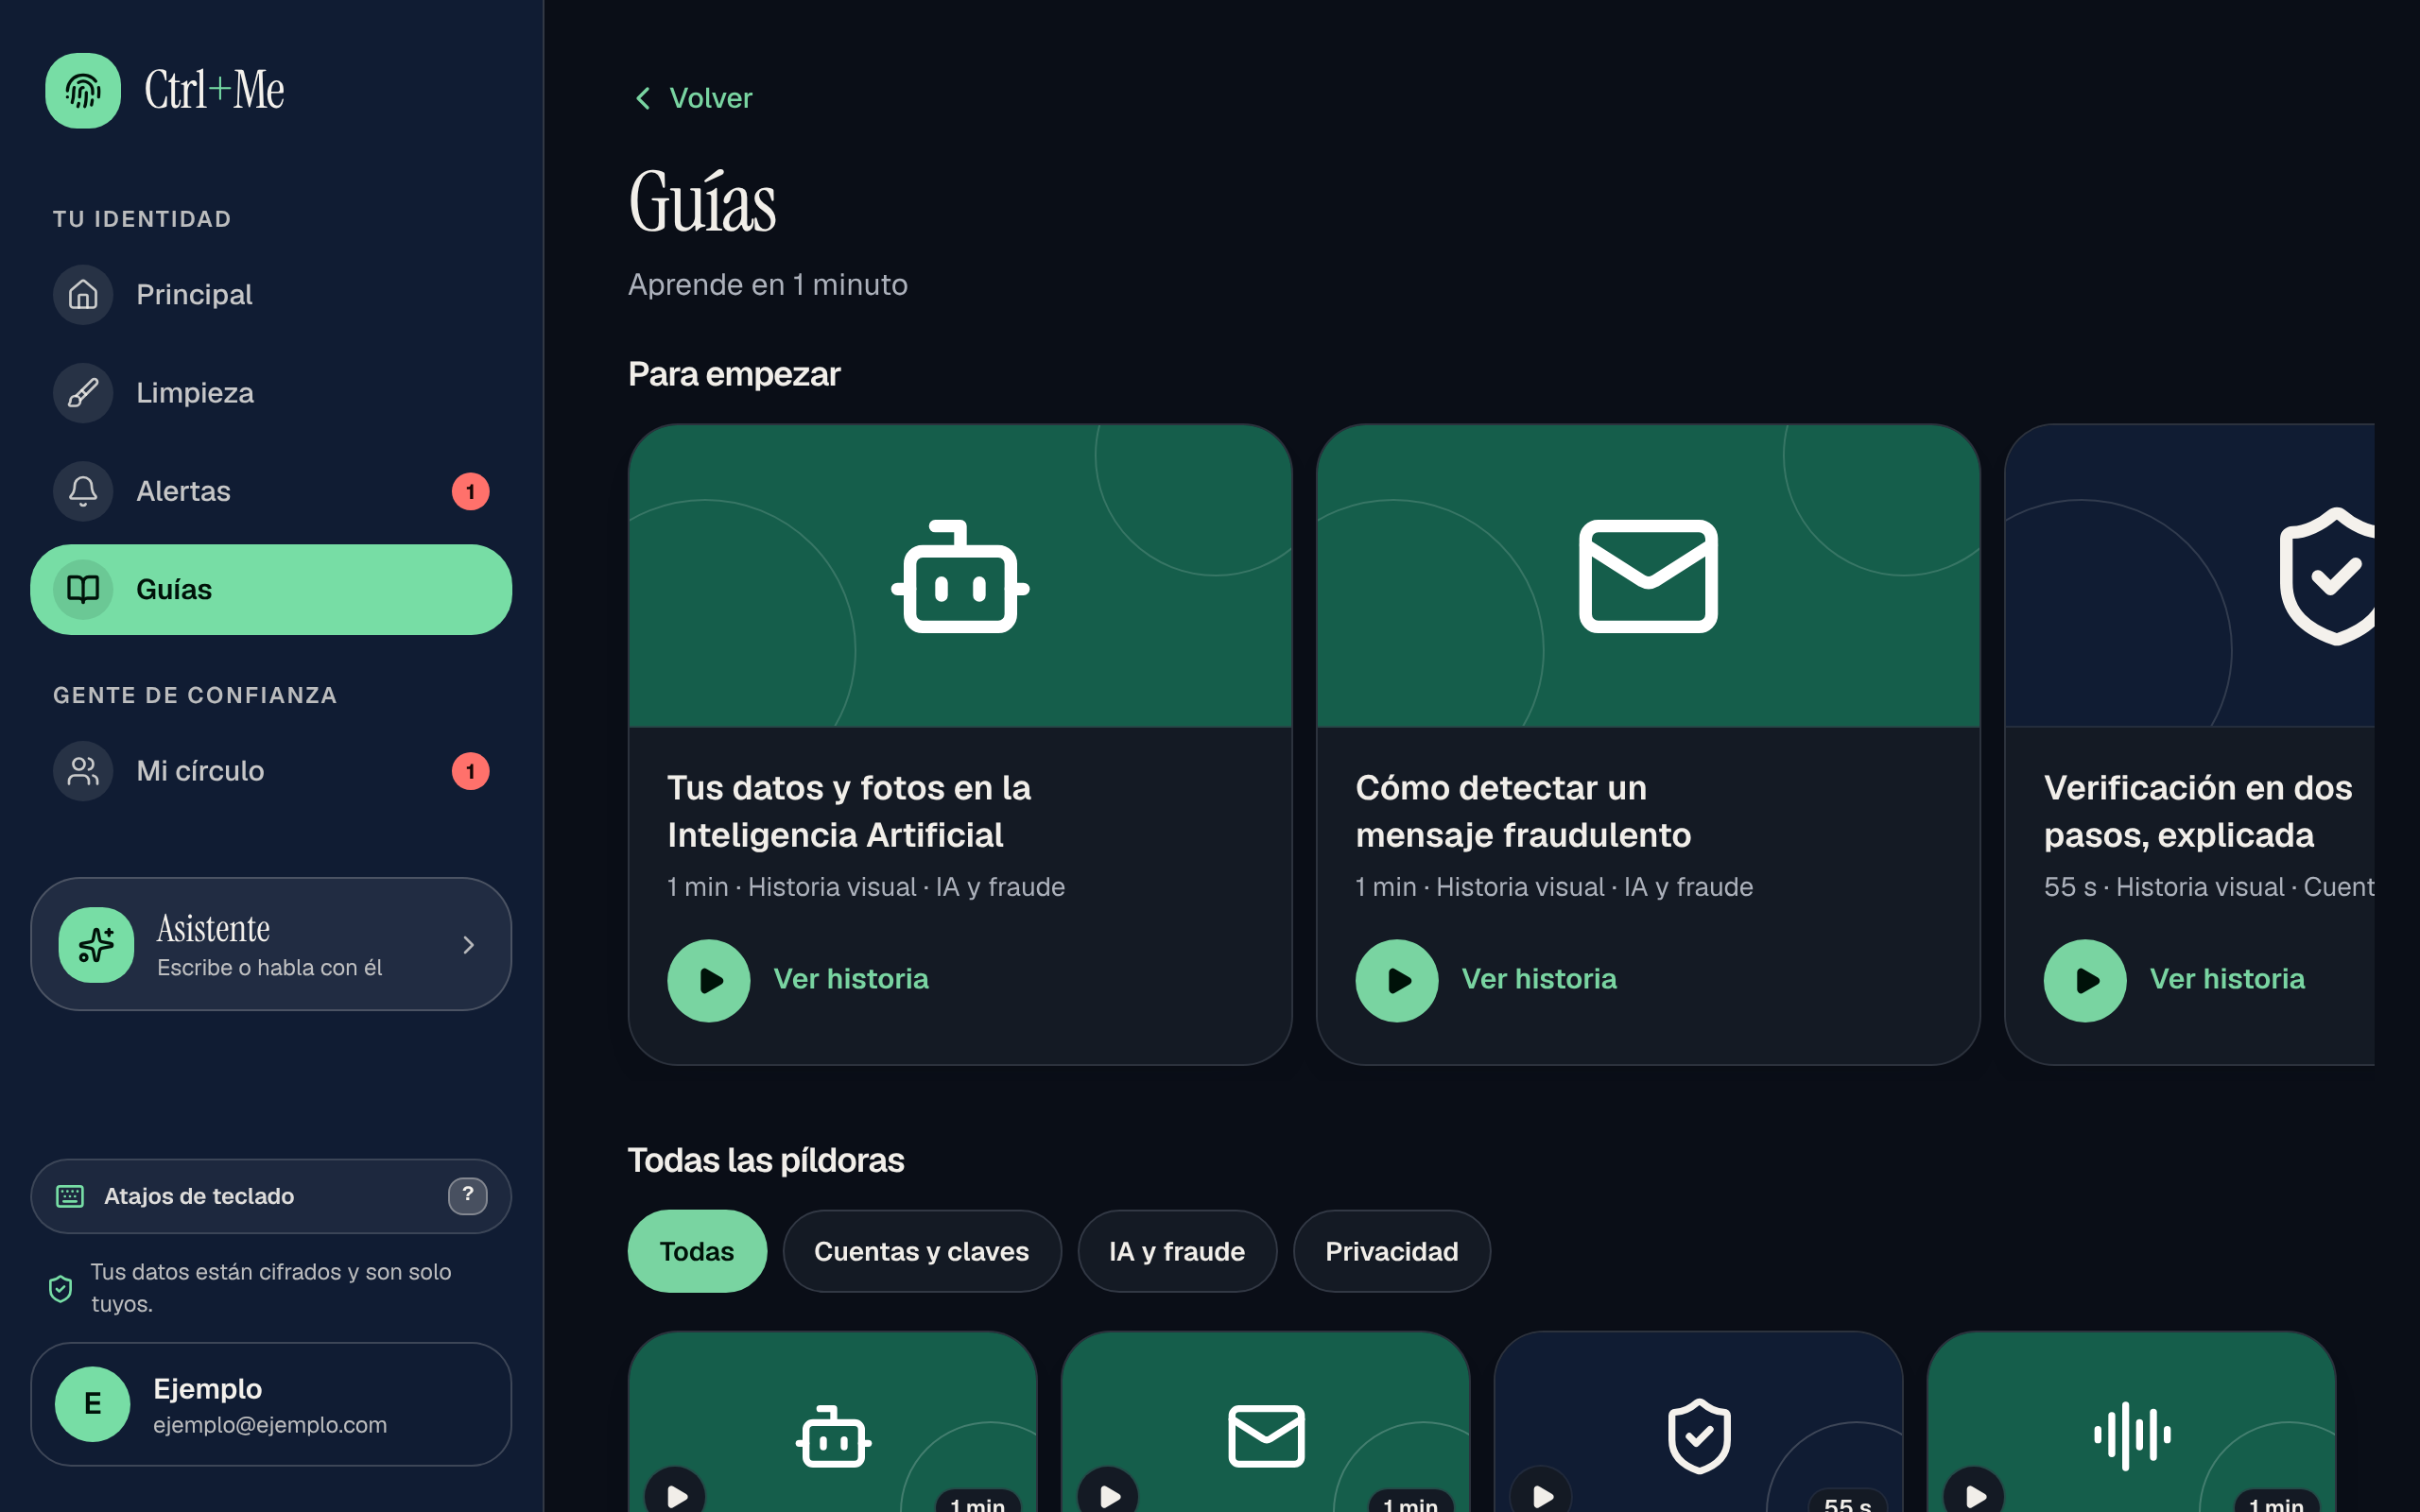 Ctrl+Me
TU IDENTIDAD
Principal
Limpieza
Alertas 1
Guías
GENTE DE CONFIANZA
Mi círculo 1
Asistente
Escribe o habla con él
Atajos de teclado ?
Tus datos están cifrados y son solo
tuyos.
E
Ejemplo
ejemplo@ejemplo.com
Volver
Guías
Aprende en 1 minuto
Para empezar
Tus datos y fotos en la
Inteligencia Artificial
1 min · Historia visual · IA y fraude
Ver historia
Cómo detectar un
mensaje fraudulento
1 min · Historia visual · IA y fraude
Ver historia
Verificación en dos
pasos, explicada
55 s · Historia visual · Cuent
Ver historia
Todas las píldoras
Todas
Cuentas y claves
IA y fraude
Privacidad
1 min
1 min
55 s
1 min